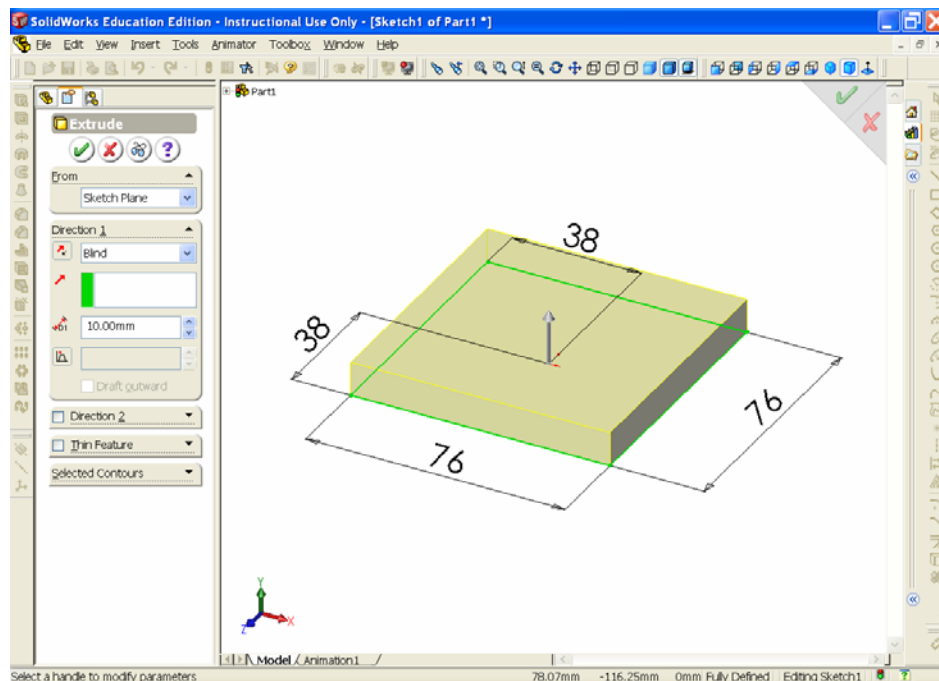 SolidWorks Education Edition - Instructional Use Only - [Sketch1 of Part1 *]
File Edit View Insert Tools Animator Toolbox Window Help
Part1
Extrude
From
Sketch Plane
Direction 1
Blind
D1
10.00mm
Draft outward
Direction 2
Thin Feature
Selected Contours
38
38
76
76
Y
X
Z
Model
Animation1
Select a handle to modify parameters
78.07mm -116.25mm 0mm Fully Defined Editing Sketch1